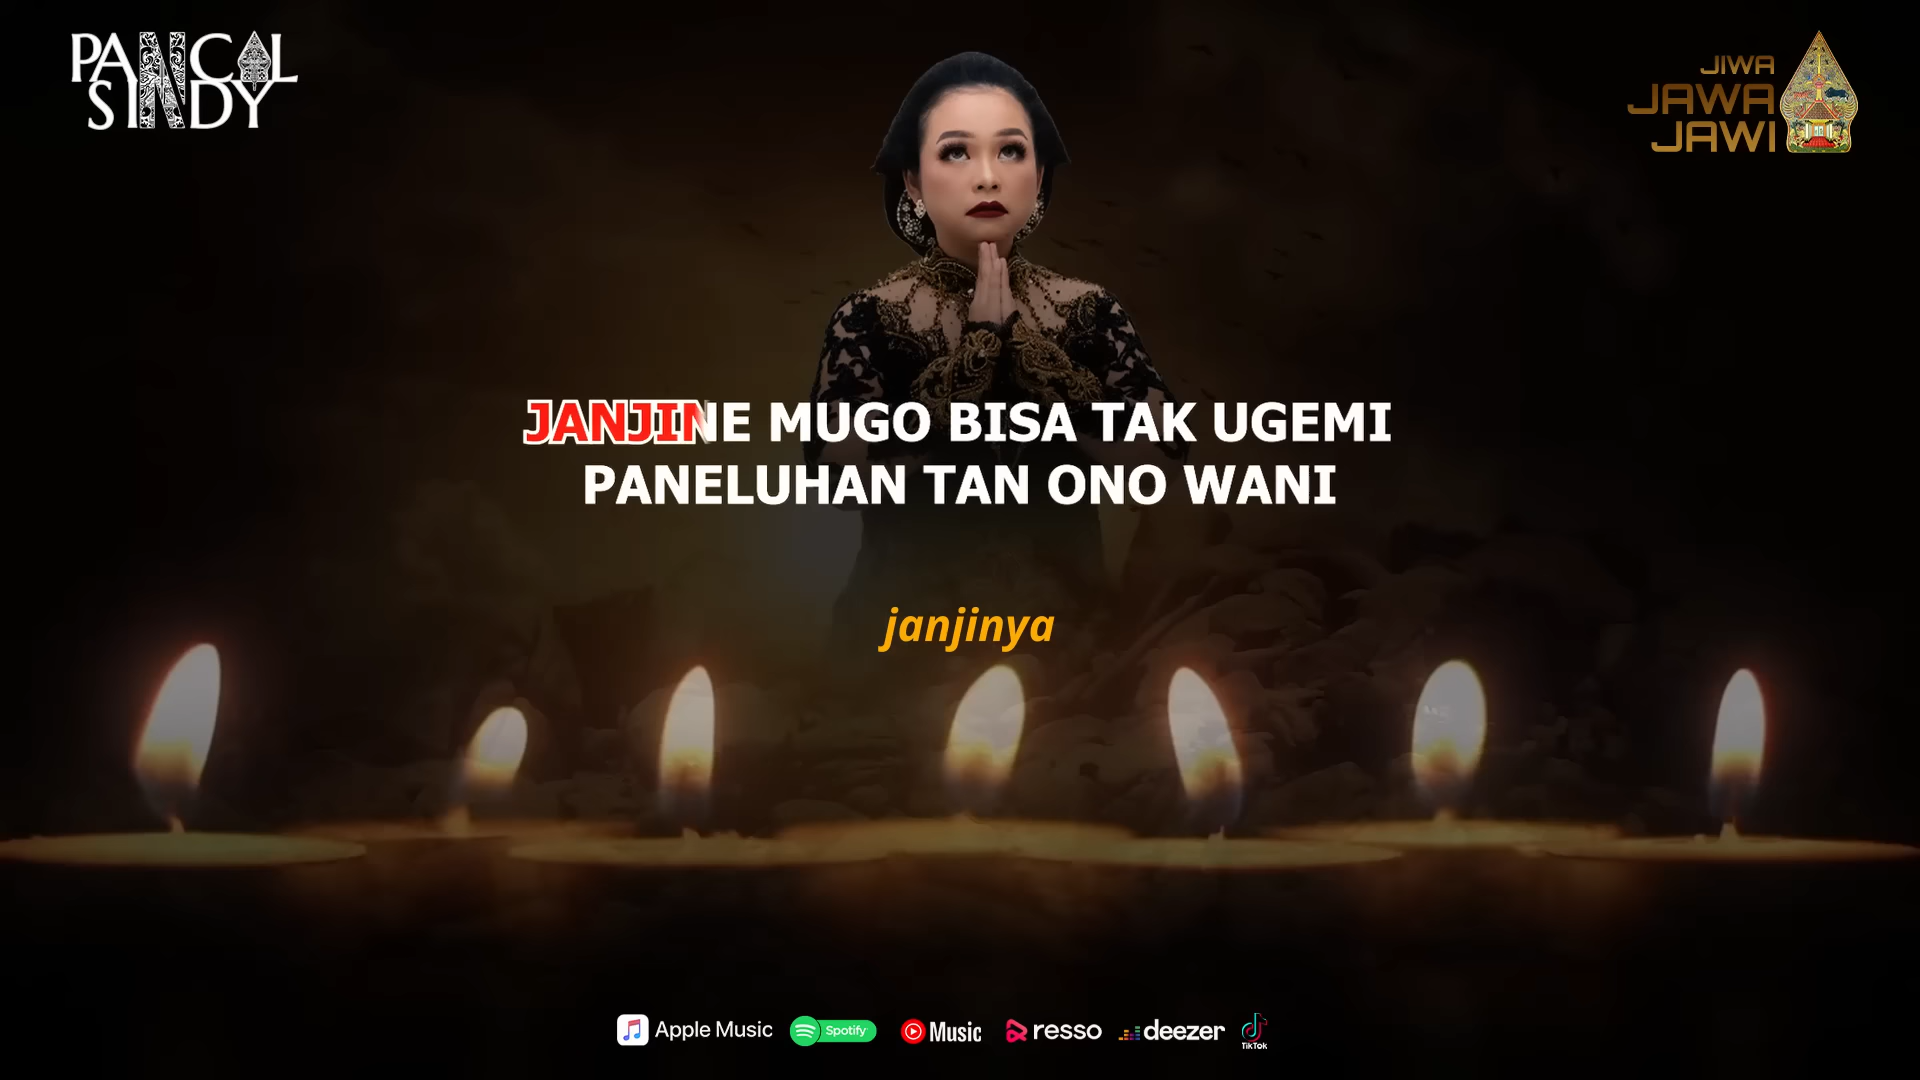 PANCAL
SINDY
JIWA
JAWA
JAWI
JANJINE MUGO BISA TAK UGEMI
PANELUHAN TAN ONO WANI
janjinya
Apple Music
Spotify
Music
resso
deezer
TikTok